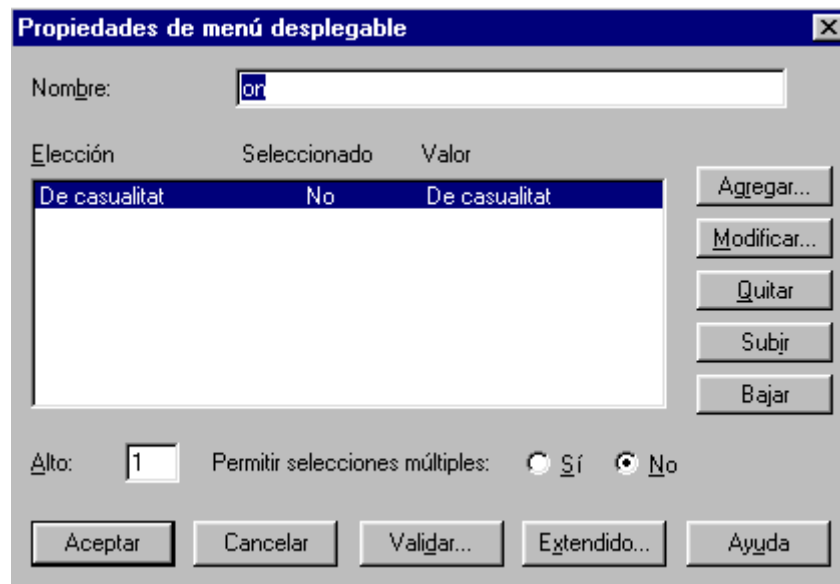 Propiedades de menú desplegable
Nombre: on
Elección Seleccionado Valor
De casualitat No De casualitat
Agregar...
Modificar...
Quitar
Subir
Bajar
Alto: 1 Permitir selecciones múltiples: Sí No
Aceptar Cancelar Validar... Extendido... Ayuda